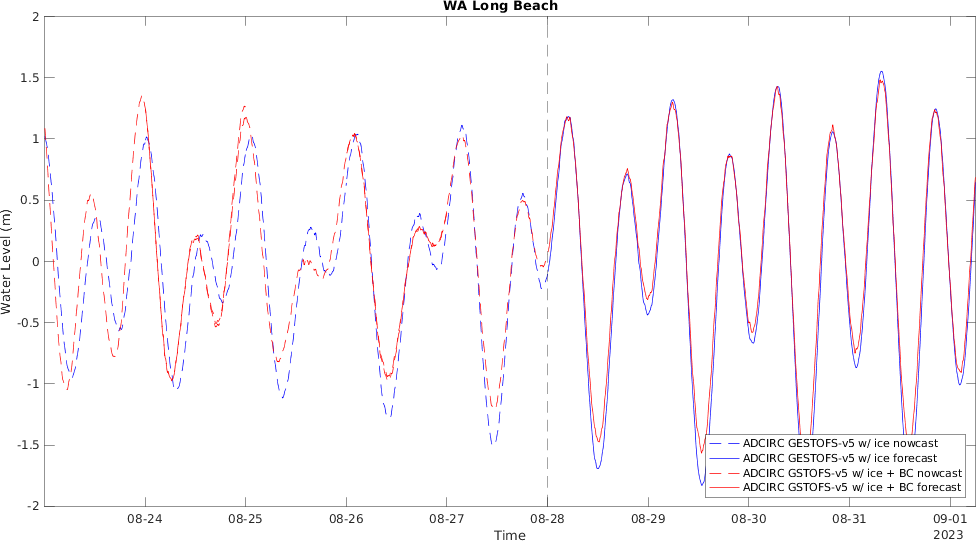 WA Long Beach
2
1.5
1
0.5
0
-0.5
-1
-1.5
-2
Water Level (m)
08-24
08-25
08-26
08-27
08-28
08-29
08-30
08-31
09-01
2023
Time
ADCIRC GESTOFS-v5 w/ ice nowcast
ADCIRC GESTOFS-v5 w/ ice forecast
ADCIRC GSTOFS-v5 w/ ice + BC nowcast
ADCIRC GSTOFS-v5 w/ ice + BC forecast